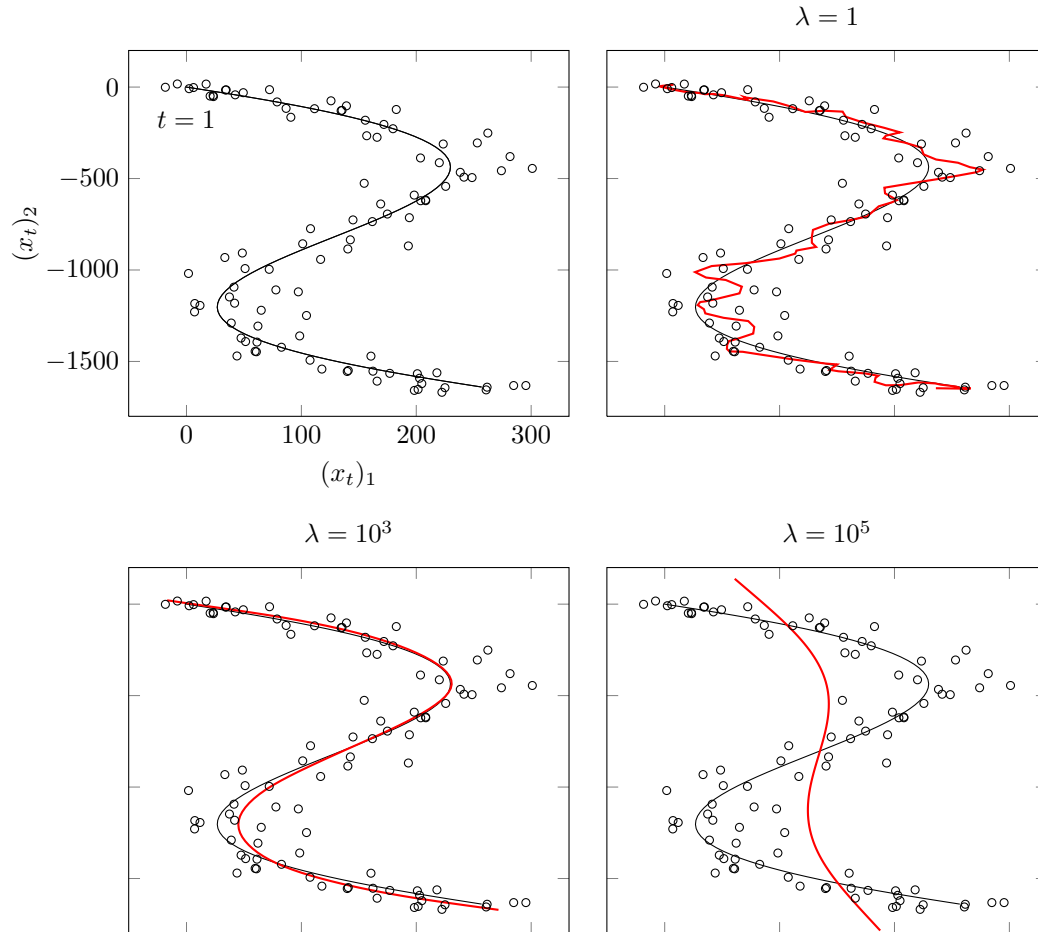 λ = 1
0
−500
−1000
−1500
(x_t)_2
t = 1
0
100
200
300
(x_t)_1
λ = 10^3
λ = 10^5